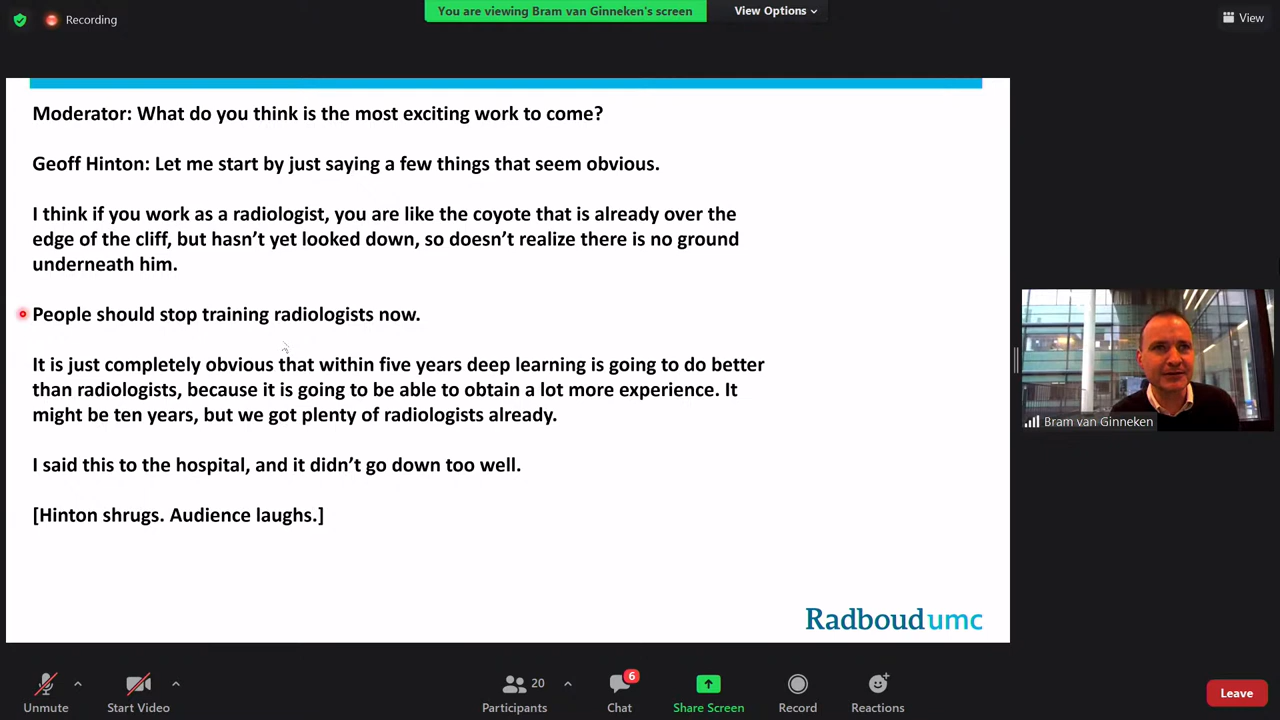 Recording
You are viewing Bram van Ginneken's screen
View Options
View
Moderator: What do you think is the most exciting work to come?
Geoff Hinton: Let me start by just saying a few things that seem obvious.
I think if you work as a radiologist, you are like the coyote that is already over the
edge of the cliff, but hasn't yet looked down, so doesn't realize there is no ground
underneath him.
People should stop training radiologists now.
It is just completely obvious that within five years deep learning is going to do better
than radiologists, because it is going to be able to obtain a lot more experience. It
might be ten years, but we got plenty of radiologists already.
I said this to the hospital, and it didn't go down too well.
[Hinton shrugs. Audience laughs.]
Radboudumc
Bram van Ginneken
Unmute
Start Video
20
Participants
6
Chat
Share Screen
Record
Reactions
Leave